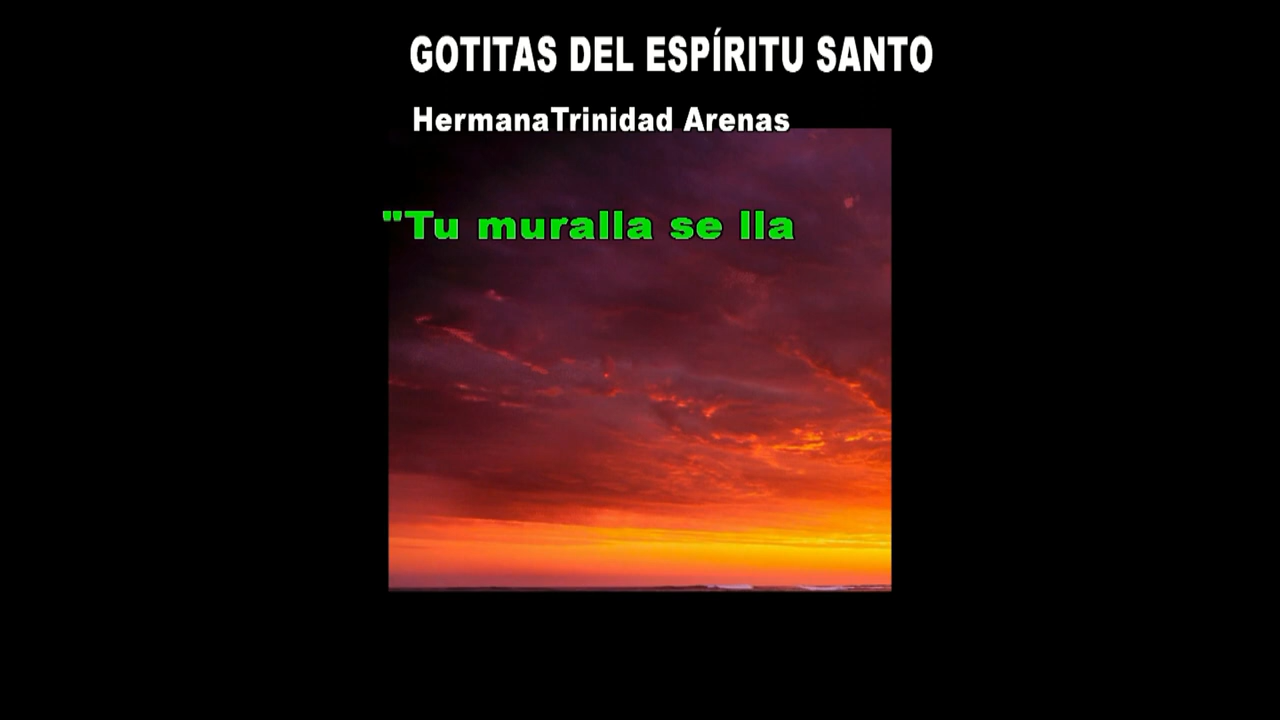 GOTITAS DEL ESPÍRITU SANTO
HermanaTrinidad Arenas
"Tu muralla se lla